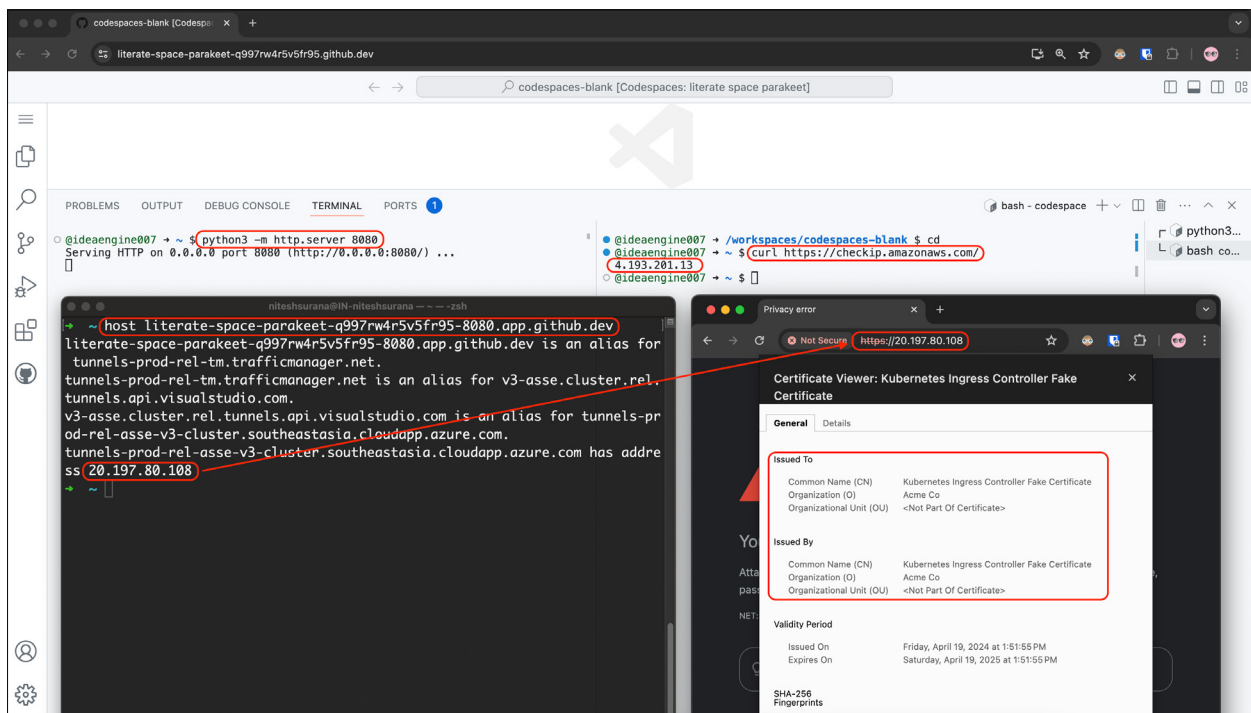 codespaces-blank [Codespac
literate-space-parakeet-q997rw4r5v5fr95.github.dev
codespaces-blank [Codespaces: literate space parakeet]
PROBLEMS OUTPUT DEBUG CONSOLE TERMINAL PORTS 1
bash - codespace
@ideaengine007 → ~ $ python3 -m http.server 8080
Serving HTTP on 0.0.0.0 port 8080 (http://0.0.0.0:8080/) ...
@ideaengine007 → /workspaces/codespaces-blank $ cd
@ideaengine007 → ~ $ curl https://checkip.amazonaws.com/
4.193.201.13
@ideaengine007 → ~ $
python3...
bash co...
niteshsurana@IN-niteshsurana — ~ — -zsh
→ ~ host literate-space-parakeet-q997rw4r5v5fr95-8080.app.github.dev
literate-space-parakeet-q997rw4r5v5fr95-8080.app.github.dev is an alias for
tunnels-prod-rel-tm.trafficmanager.net.
tunnels-prod-rel-tm.trafficmanager.net is an alias for v3-asse.cluster.rel.
tunnels.api.visualstudio.com.
v3-asse.cluster.rel.tunnels.api.visualstudio.com is an alias for tunnels-pr
od-rel-asse-v3-cluster.southeastasia.cloudapp.azure.com.
tunnels-prod-rel-asse-v3-cluster.southeastasia.cloudapp.azure.com has addre
ss 20.197.80.108
→ ~
Privacy error
Not Secure https://20.197.80.108
Certificate Viewer: Kubernetes Ingress Controller Fake
Certificate
General Details
Issued To
Common Name (CN) Kubernetes Ingress Controller Fake Certificate
Organization (O) Acme Co
Organizational Unit (OU) <Not Part Of Certificate>
Issued By
Common Name (CN) Kubernetes Ingress Controller Fake Certificate
Organization (O) Acme Co
Organizational Unit (OU) <Not Part Of Certificate>
Validity Period
Issued On Friday, April 19, 2024 at 1:51:55 PM
Expires On Saturday, April 19, 2025 at 1:51:55 PM
SHA-256
Fingerprints
Yo
Atta
pas
NET: